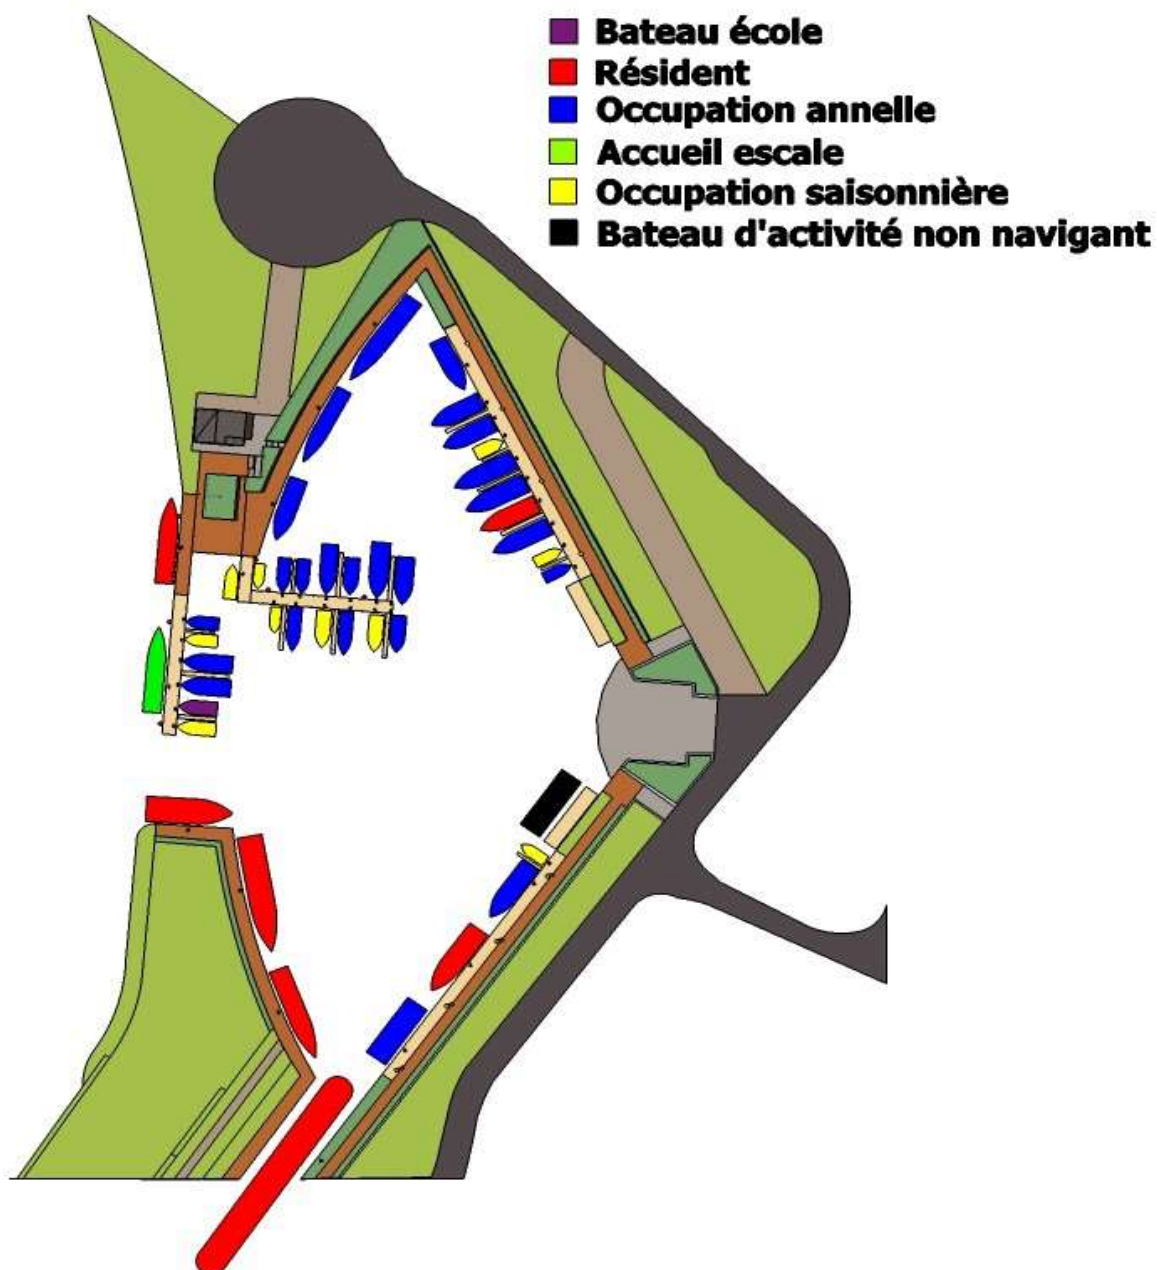 Bateau école
Résident
Occupation annelle
Accueil escale
Occupation saisonnière
Bateau d'activité non navigant